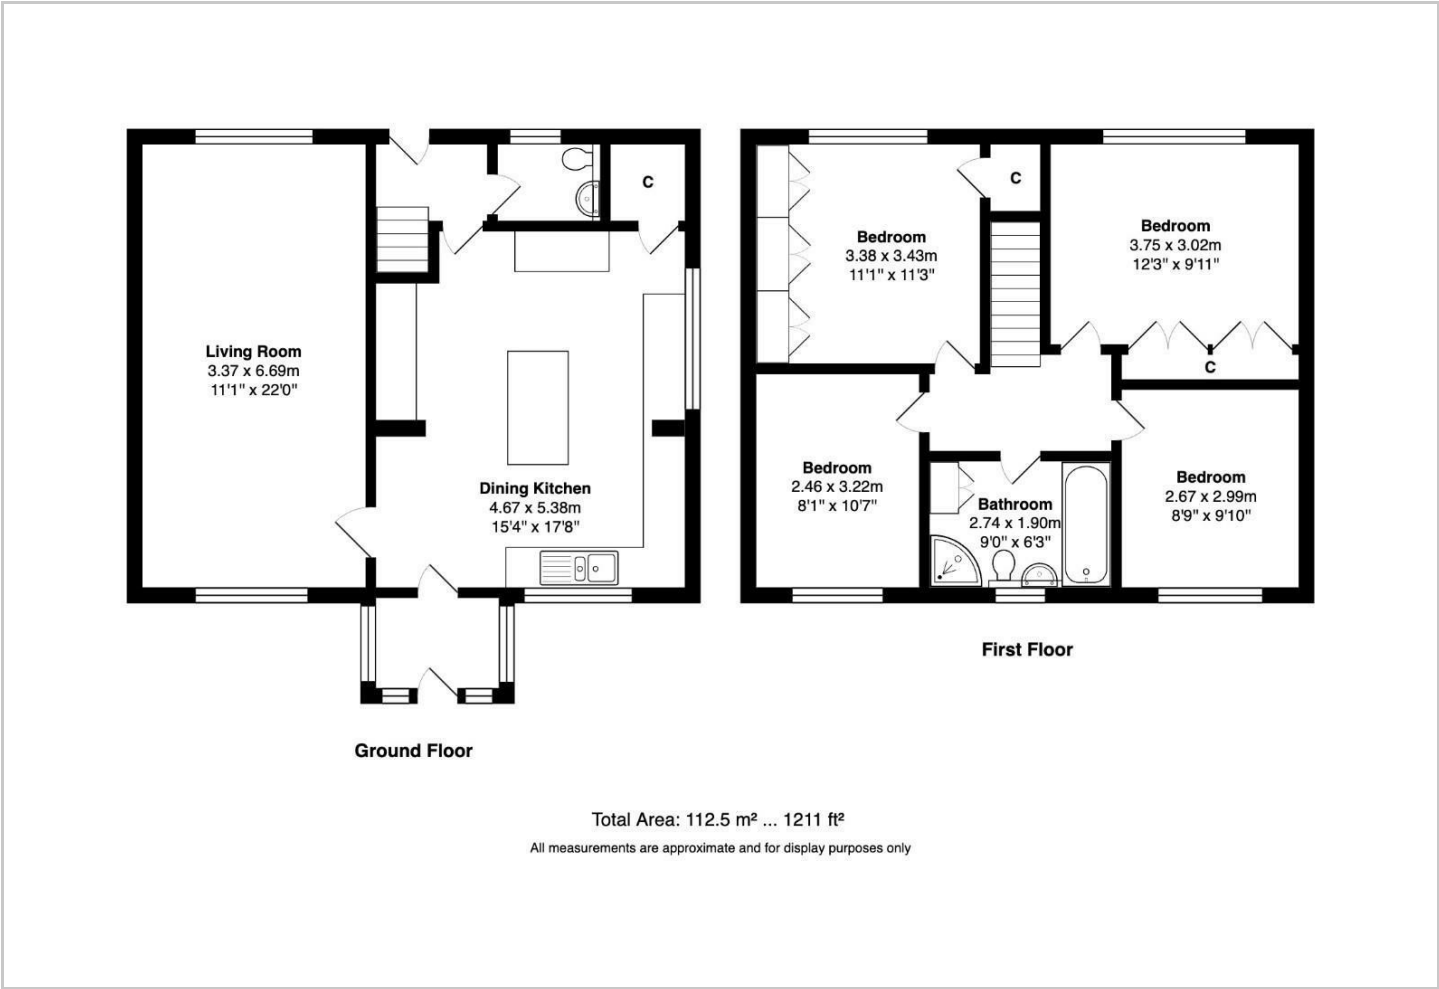 C
Living Room
3.37 x 6.69m
11'1" x 22'0"
Dining Kitchen
4.67 x 5.38m
15'4" x 17'8"
Ground Floor
Bedroom
3.38 x 3.43m
11'1" x 11'3"
C
Bedroom
3.75 x 3.02m
12'3" x 9'11"
C
Bedroom
2.46 x 3.22m
8'1" x 10'7"
Bathroom
2.74 x 1.90m
9'0" x 6'3"
Bedroom
2.67 x 2.99m
8'9" x 9'10"
First Floor
Total Area: 112.5 m² ... 1211 ft²
All measurements are approximate and for display purposes only